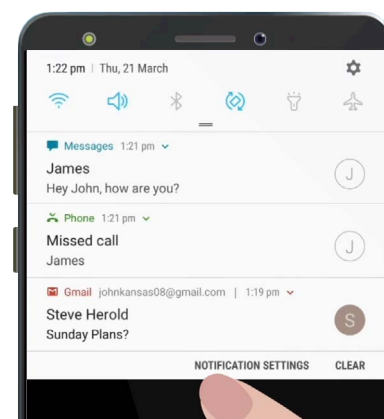 1:22 pm | Thu, 21 March
Messages 1:21 pm
James
Hey John, how are you?
J
Phone 1:21 pm
Missed call
James
J
Gmail johnkansas08@gmail.com | 1:19 pm
Steve Herold
Sunday Plans?
S
NOTIFICATION SETTINGS CLEAR